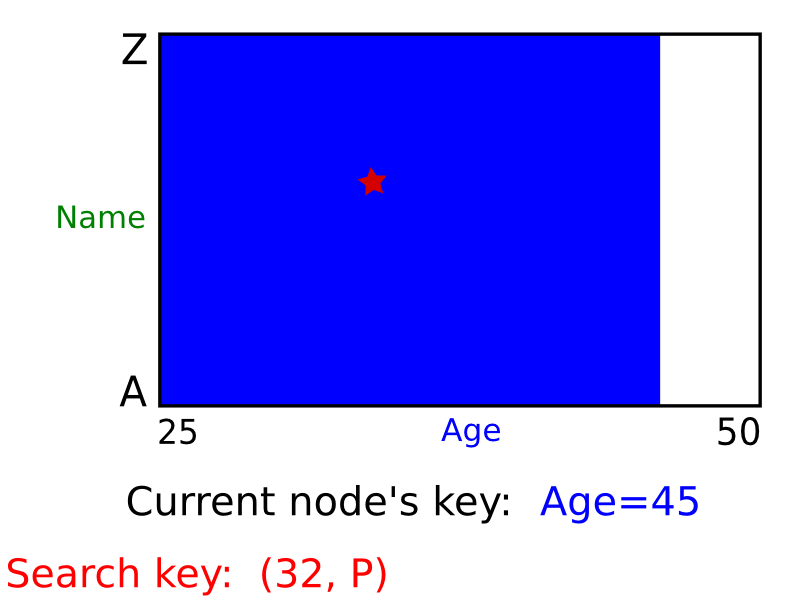 Z
Name
A
25 Age 50
Current node's key: Age=45
Search key: (32, P)